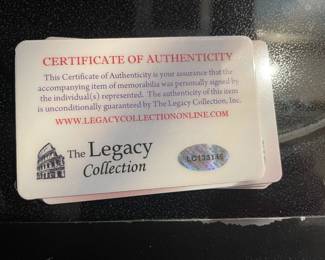 CERTIFICATE OF AUTHENTICITY
This Certificate of Authenticity is your assurance that the
accompanying item of memorabilia was personally signed by
the individual(s) represented. The authenticity of this item
is unconditionally guaranteed by The Legacy Collection, Inc.
WWW.LEGACYCOLLECTIONONLINE.COM
The Legacy
Collection